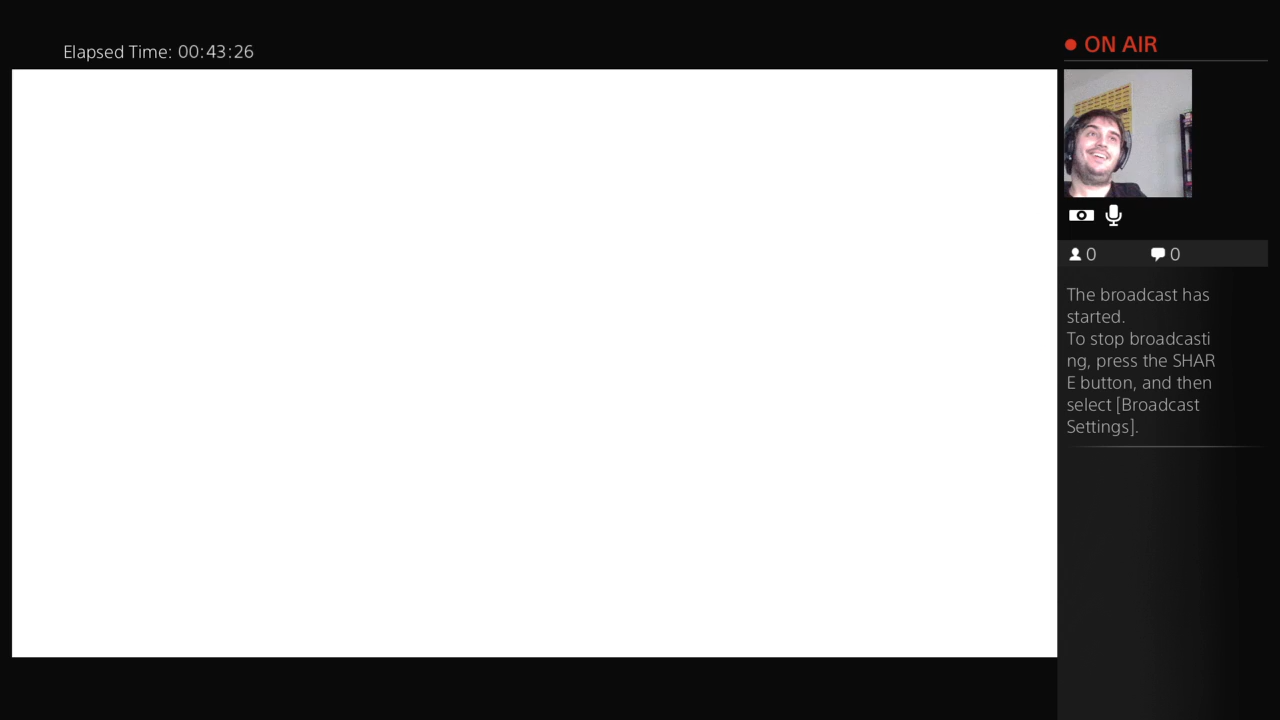 Elapsed Time: 00:43:26
ON AIR
0
0
The broadcast has
started.
To stop broadcasti
ng, press the SHAR
E button, and then
select [Broadcast
Settings].